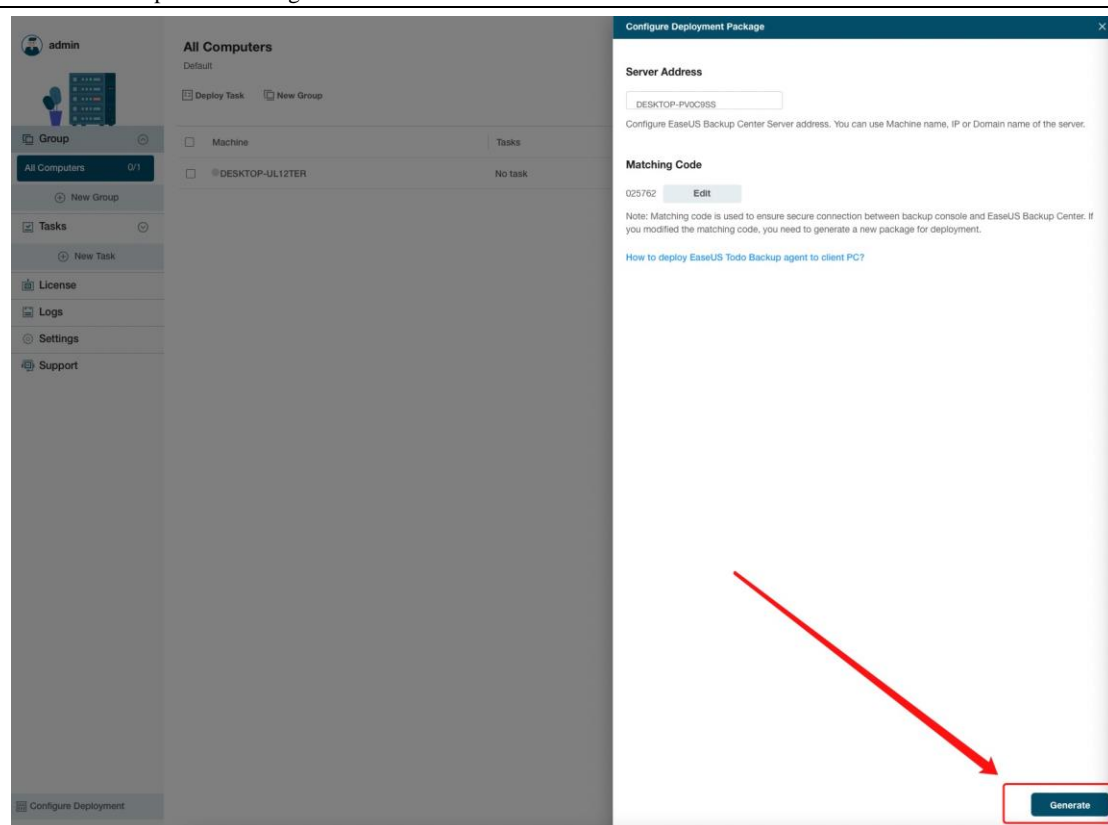 admin
Group
All Computers 0/1
New Group
Tasks
New Task
License
Logs
Settings
Support
Configure Deployment
All Computers
Default
Deploy Task New Group
Machine Tasks
DESKTOP-UL12TER No task
Configure Deployment Package
Server Address
DESKTOP-PV0C9SS
Configure EaseUS Backup Center Server address. You can use Machine name, IP or Domain name of the server.
Matching Code
025762 Edit
Note: Matching code is used to ensure secure connection between backup console and EaseUS Backup Center. If
you modified the matching code, you need to generate a new package for deployment.
How to deploy EaseUS Todo Backup agent to client PC?
Generate